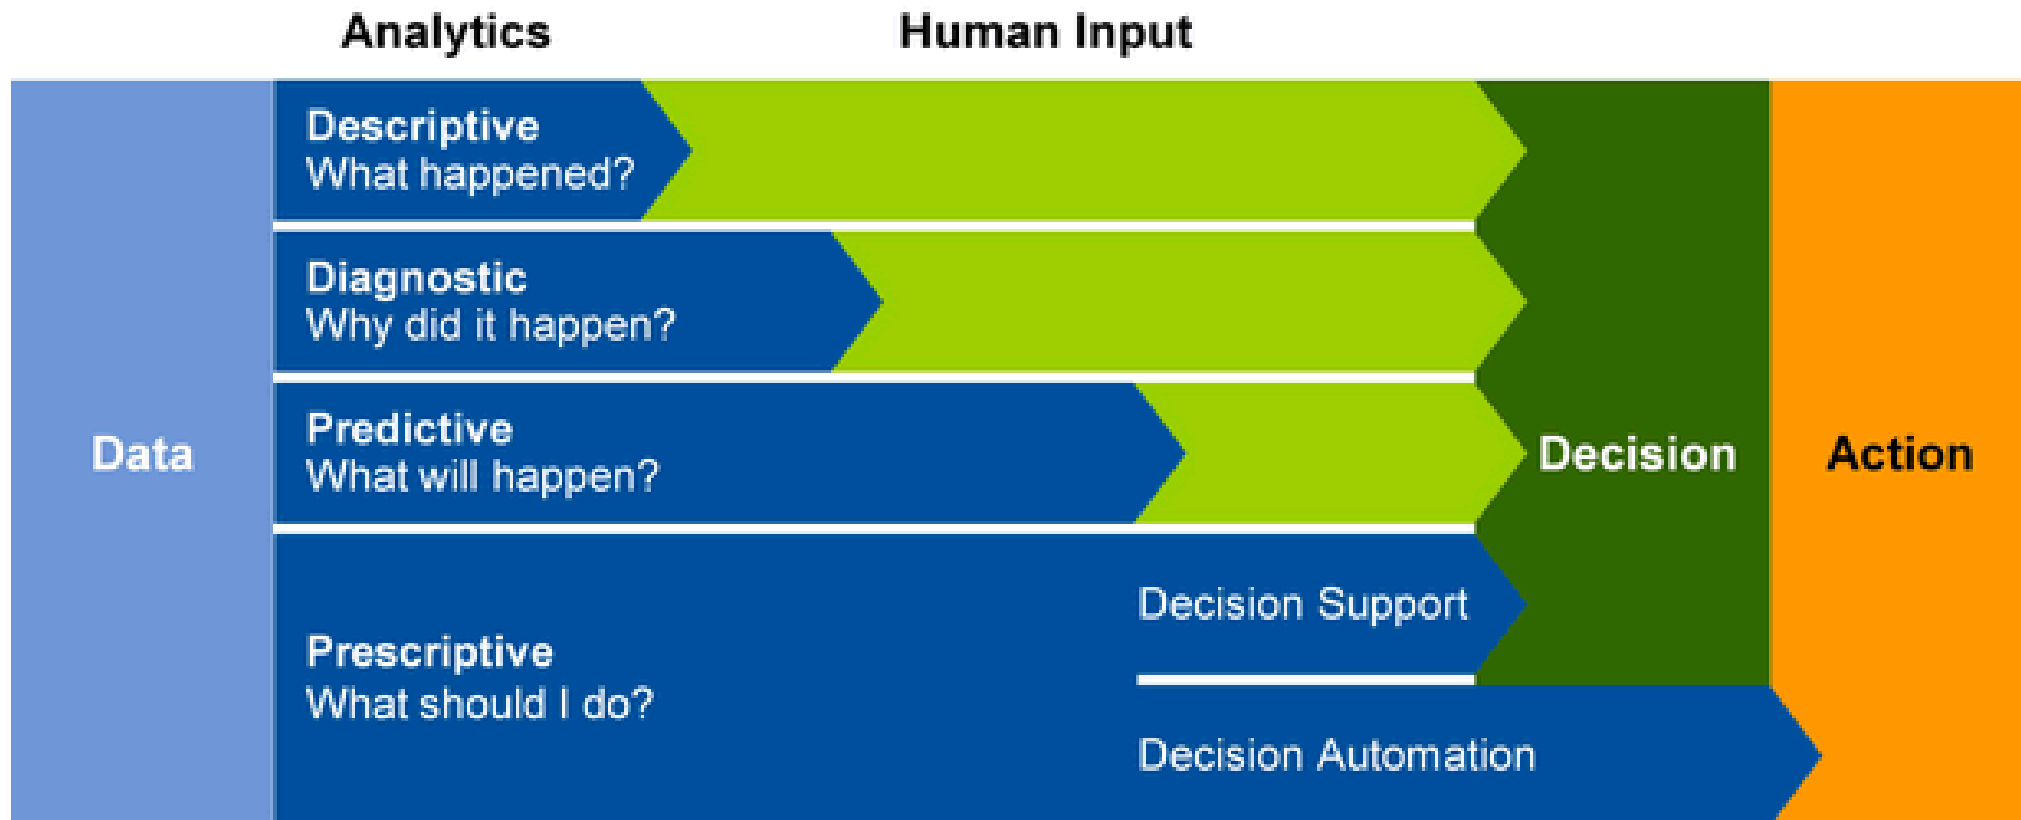 Analytics
Human Input
Descriptive
What happened?
Diagnostic
Why did it happen?
Predictive
What will happen?
Data
Decision
Action
Prescriptive
What should I do?
Decision Support
Decision Automation